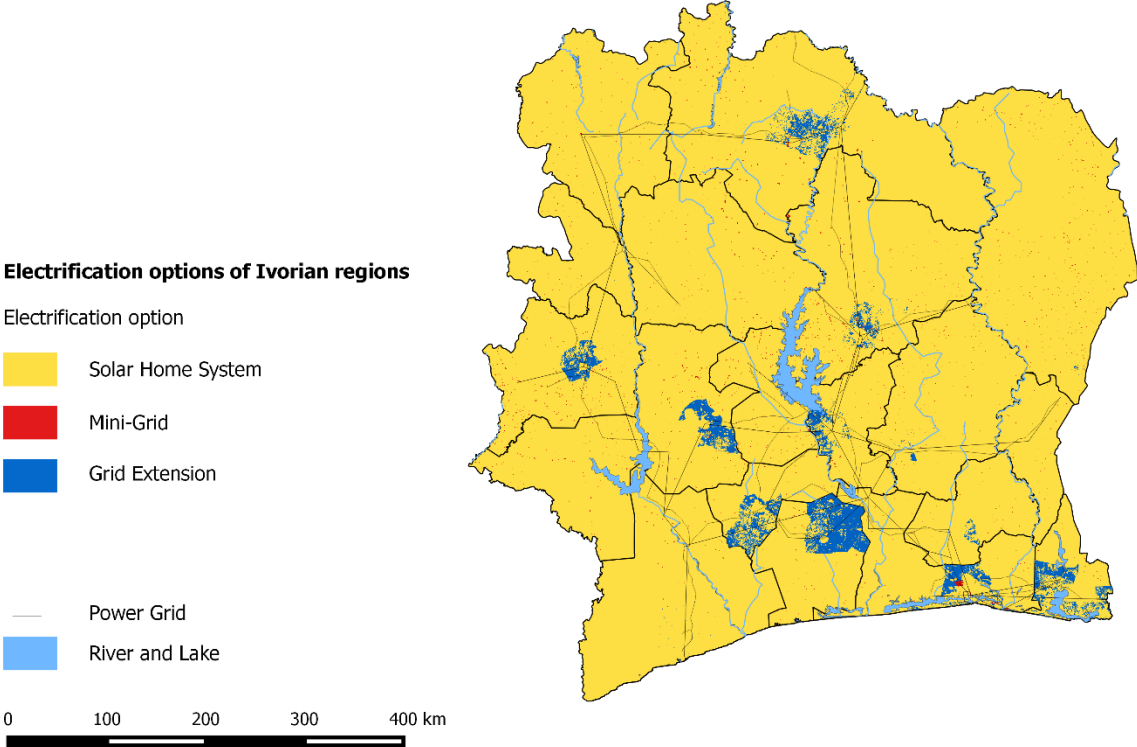 Electrification options of Ivorian regions
Electrification option
Solar Home System
Mini-Grid
Grid Extension
Power Grid
River and Lake
0 100 200 300 400 km